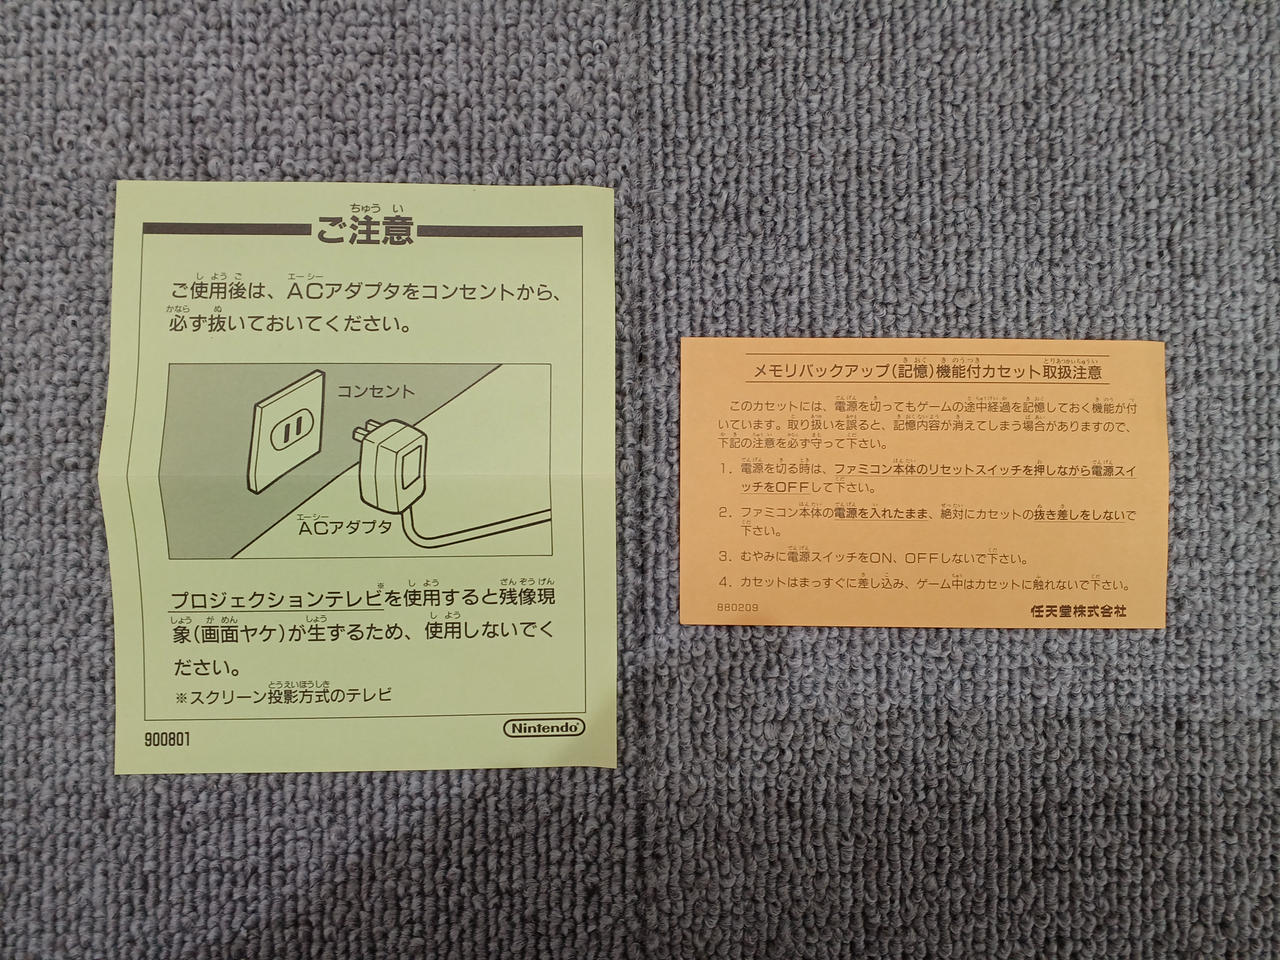 ご注意
ご使用後は、ACアダプタをコンセントから、
必ず抜いておいてください。
コンセント
ACアダプタ
プロジェクションテレビ※を使用すると残像現
象(画面ヤケ)が生ずるため、使用しないでく
ださい。
※スクリーン投影方式のテレビ
900801
Nintendo
メモリバックアップ(記憶)機能付カセット取扱注意
このカセットには、電源を切ってもゲームの途中経過を記憶しておく機能が付
いています。取り扱いを誤ると、記憶内容が消えてしまう場合がありますので、
下記の注意を必ず守って下さい。
1. 電源を切る時は、ファミコン本体のリセットスイッチを押しながら電源スイ
ッチをOFFして下さい。
2. ファミコン本体の電源を入れたまま、絶対にカセットの抜き差しをしないで
下さい。
3. むやみに電源スイッチをON、OFFしないで下さい。
4. カセットはまっすぐに差し込み、ゲーム中はカセットに触れないで下さい。
880209
任天堂株式会社